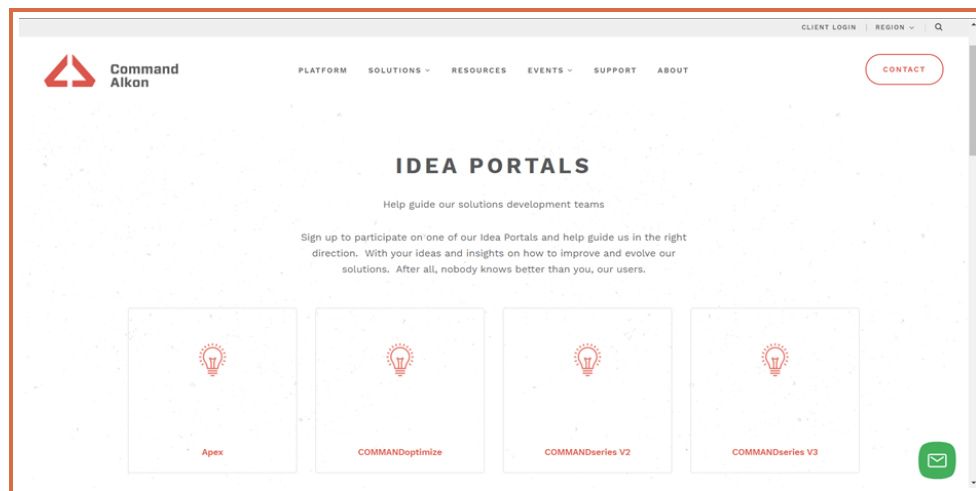 CLIENT LOGIN REGION
Command
Alkon
PLATFORM SOLUTIONS RESOURCES EVENTS SUPPORT ABOUT
CONTACT
IDEA PORTALS
Help guide our solutions development teams
Sign up to participate on one of our Idea Portals and help guide us in the right
direction. With your ideas and insights on how to improve and evolve our
solutions. After all, nobody knows better than you, our users.
Apex COMMANDoptimize COMMANDseries V2 COMMANDseries V3